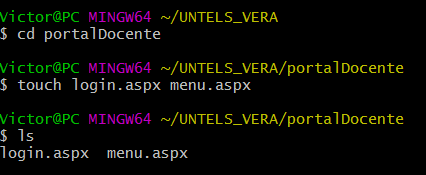 Victor@PC MINGW64 ~/UNTELS_VERA
$ cd portalDocente
Victor@PC MINGW64 ~/UNTELS_VERA/portalDocente
$ touch login.aspx menu.aspx
Victor@PC MINGW64 ~/UNTELS_VERA/portalDocente
$ ls
login.aspx  menu.aspx